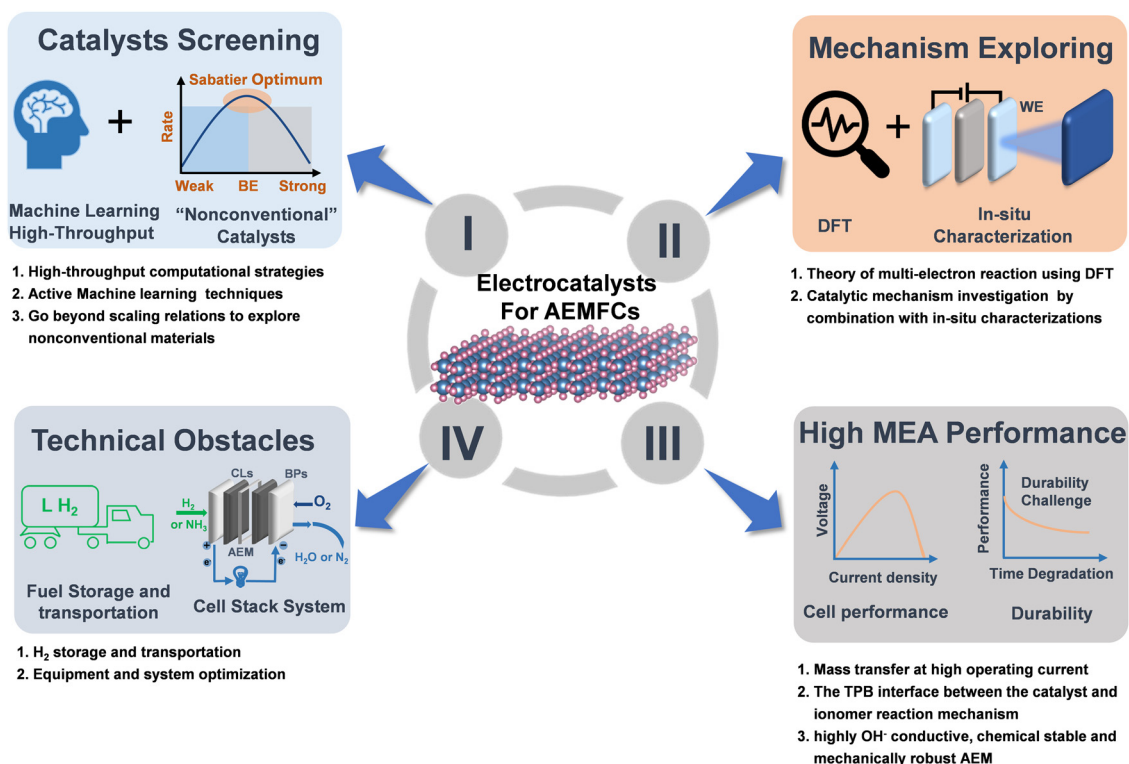 Catalysts Screening
Sabatier Optimum
+
Rate
Weak BE Strong
Machine Learning
High-Throughput
“Nonconventional”
Catalysts
1. High-throughput computational strategies
2. Active Machine learning techniques
3. Go beyond scaling relations to explore
nonconventional materials
Mechanism Exploring
+
WE
DFT
In-situ
Characterization
1. Theory of multi-electron reaction using DFT
2. Catalytic mechanism investigation by
combination with in-situ characterizations
I
II
Electrocatalysts
For AEMFCs
IV
III
Technical Obstacles
L H₂
H₂
or NH₃
CLs
BPs
O₂
AEM
+
−
e⁻
e⁻
H₂O or N₂
Fuel Storage and
transportation
Cell Stack System
1. H₂ storage and transportation
2. Equipment and system optimization
High MEA Performance
Voltage
Current density
Cell performance
Performance
Durability
Challenge
Time Degradation
Durability
1. Mass transfer at high operating current
2. The TPB interface between the catalyst and
ionomer reaction mechanism
3. highly OH⁻ conductive, chemical stable and
mechanically robust AEM